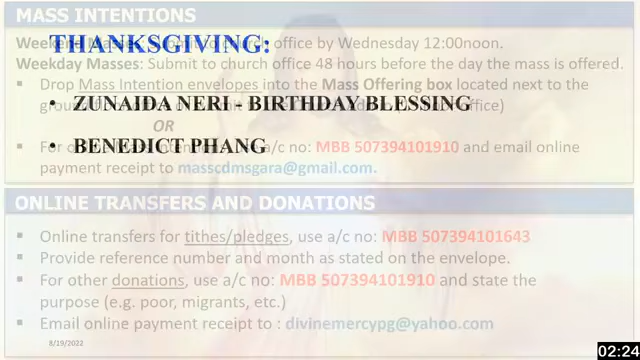 MASS INTENTIONS
THANKSGIVING:
Weekend Masses: Submit to church office by Wednesday 12:00noon.
Weekday Masses: Submit to church office 48 hours before the day the mass is offered.
▪ Drop Mass Intention envelopes into the Mass Offering box located next to the
• ZUNAIDA NERI - BIRTHDAY BLESSING
office)
OR
• BENEDICT PHANG
a/c no: MBB 507394101910 and email online
payment receipt to masscdmsgara@gmail.com.
ONLINE TRANSFERS AND DONATIONS
▪ Online transfers for tithes/pledges, use a/c no: MBB 507394101643
▪ Provide reference number and month as stated on the envelope.
▪ For other donations, use a/c no: MBB 507394101910 and state the
purpose (e.g. poor, migrants, etc.)
▪ Email online payment receipt to : divinemercypg@yahoo.com
8/19/2022
02:24